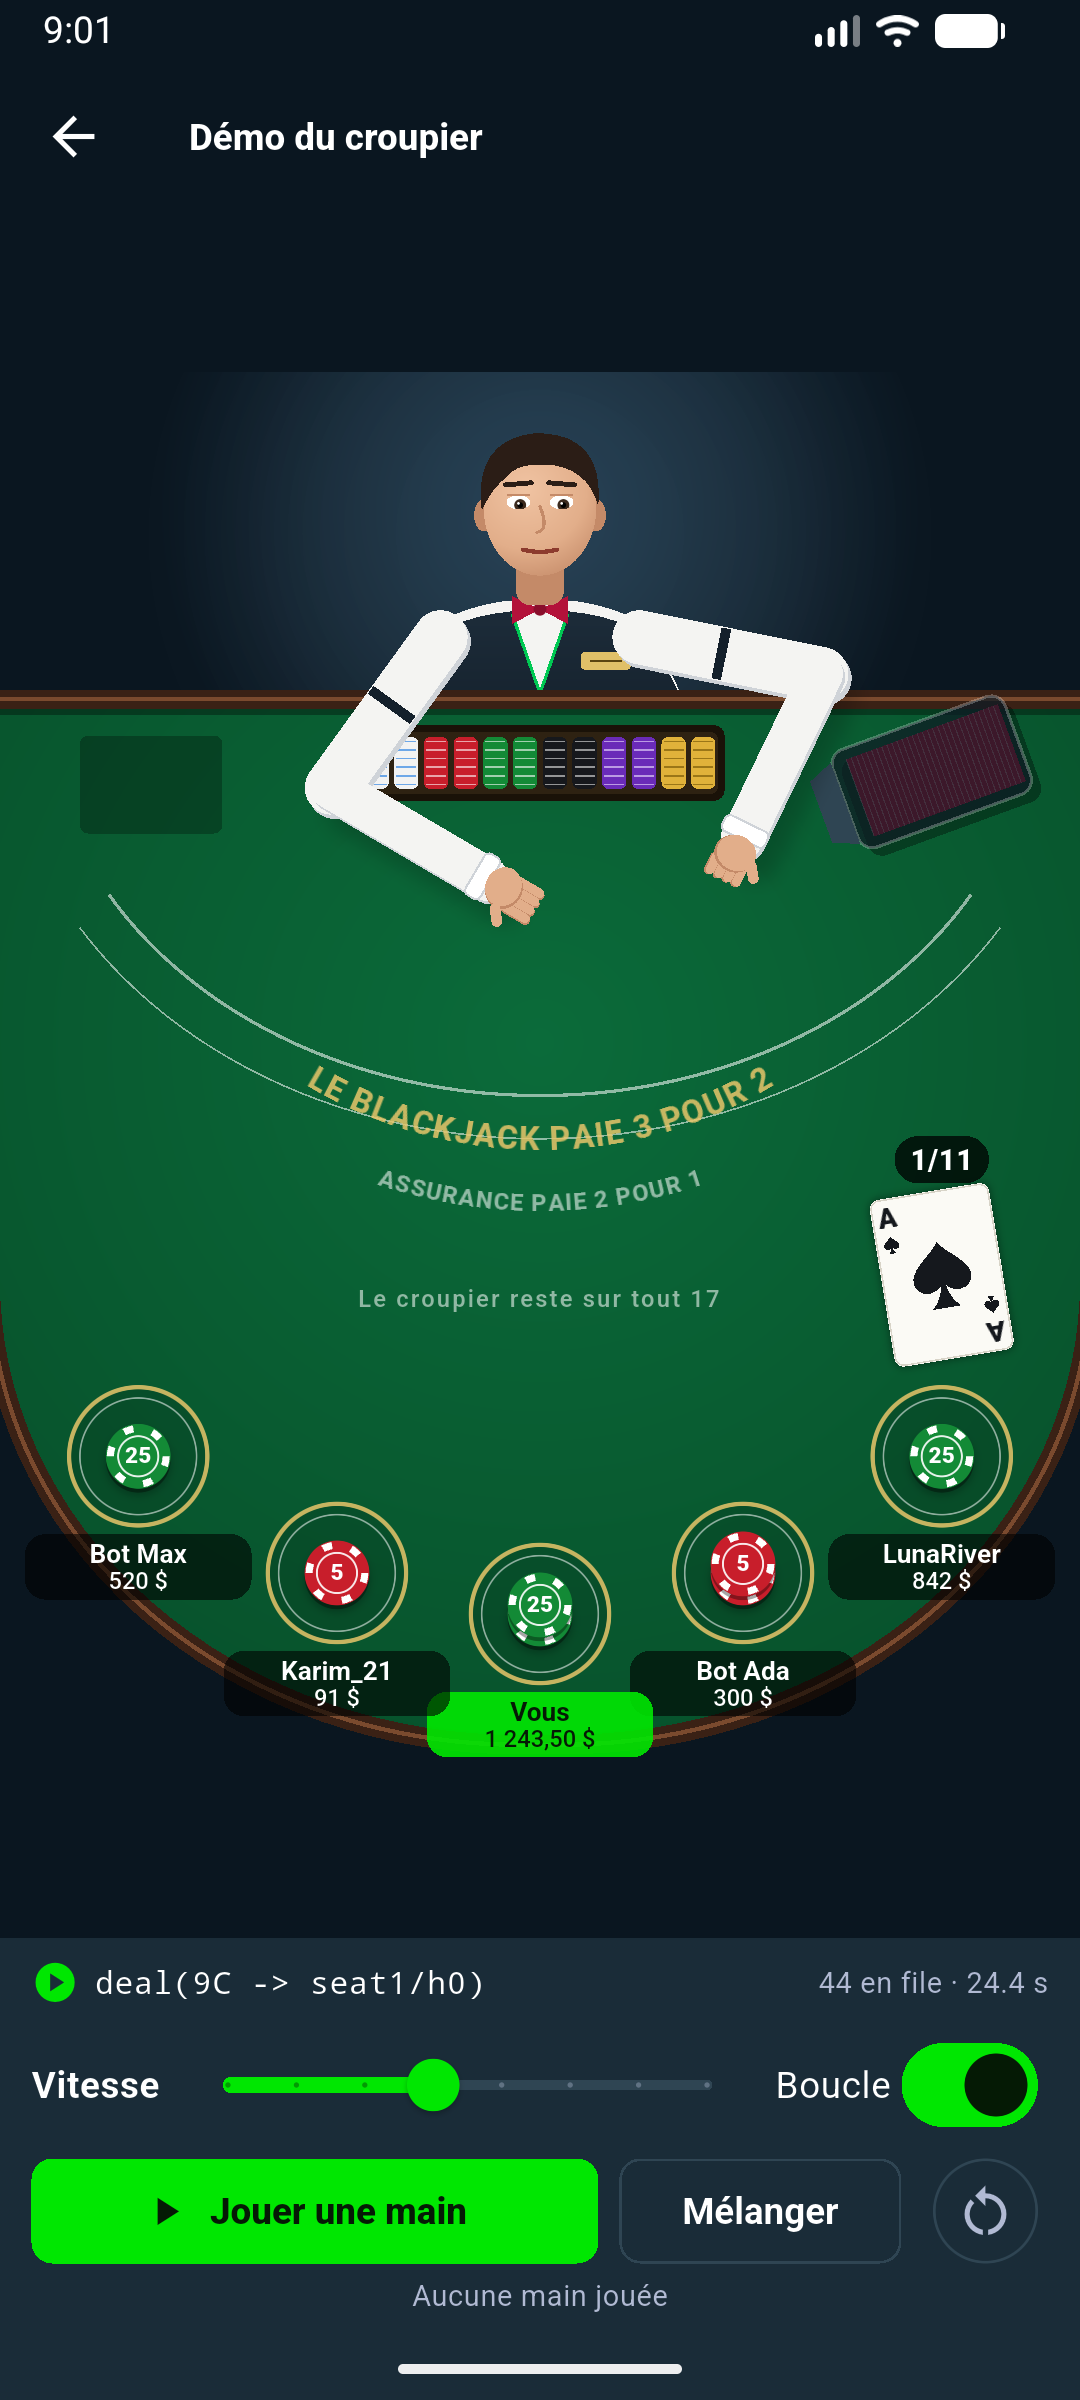 9:01
Démo du croupier
LE BLACKJACK PAIE 3 POUR 2
ASSURANCE PAIE 2 POUR 1
Le croupier reste sur tout 17
1/11
A
A
25
25
5
5
25
Bot Max
520 $
LunaRiver
842 $
Karim_21
91 $
Bot Ada
300 $
Vous
1 243,50 $
deal(9C -> seat1/h0)
44 en file · 24.4 s
Vitesse
Boucle
Jouer une main
Mélanger
Aucune main jouée